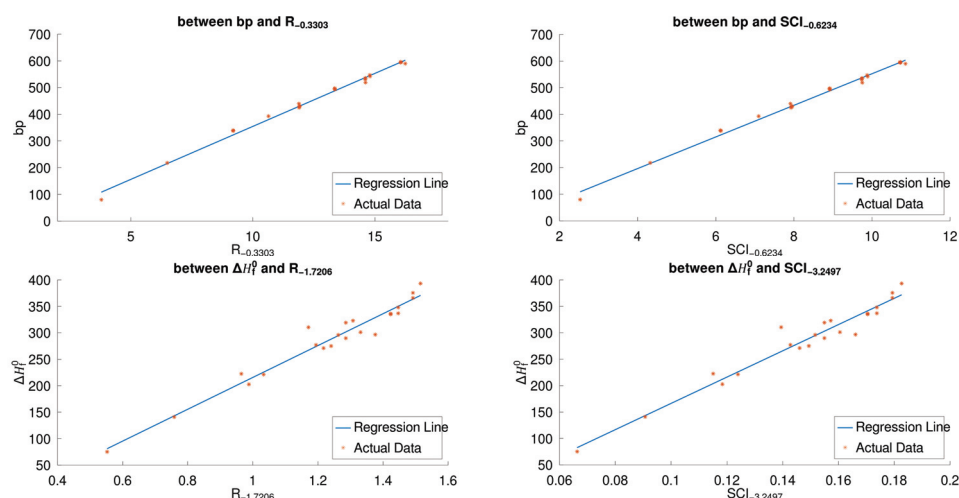 between bp and R₋₀.₃₃₀₃
700
600
500
400
300
200
100
0
bp
5
10
15
R₋₀.₃₃₀₃
Regression Line
Actual Data
between bp and SCI₋₀.₆₂₃₄
700
600
500
400
300
200
100
0
bp
2
4
6
8
10
12
SCI₋₀.₆₂₃₄
Regression Line
Actual Data
between ΔH⁰f and R₋₁.₇₂₀₆
400
350
300
250
200
150
100
50
ΔH⁰f
0.4
0.6
0.8
1
1.2
1.4
1.6
R₋₁.₇₂₀₆
Regression Line
Actual Data
between ΔH⁰f and SCI₋₃.₂₄₉₇
400
350
300
250
200
150
100
50
ΔH⁰f
0.06
0.08
0.1
0.12
0.14
0.16
0.18
0.2
SCI₋₃.₂₄₉₇
Regression Line
Actual Data